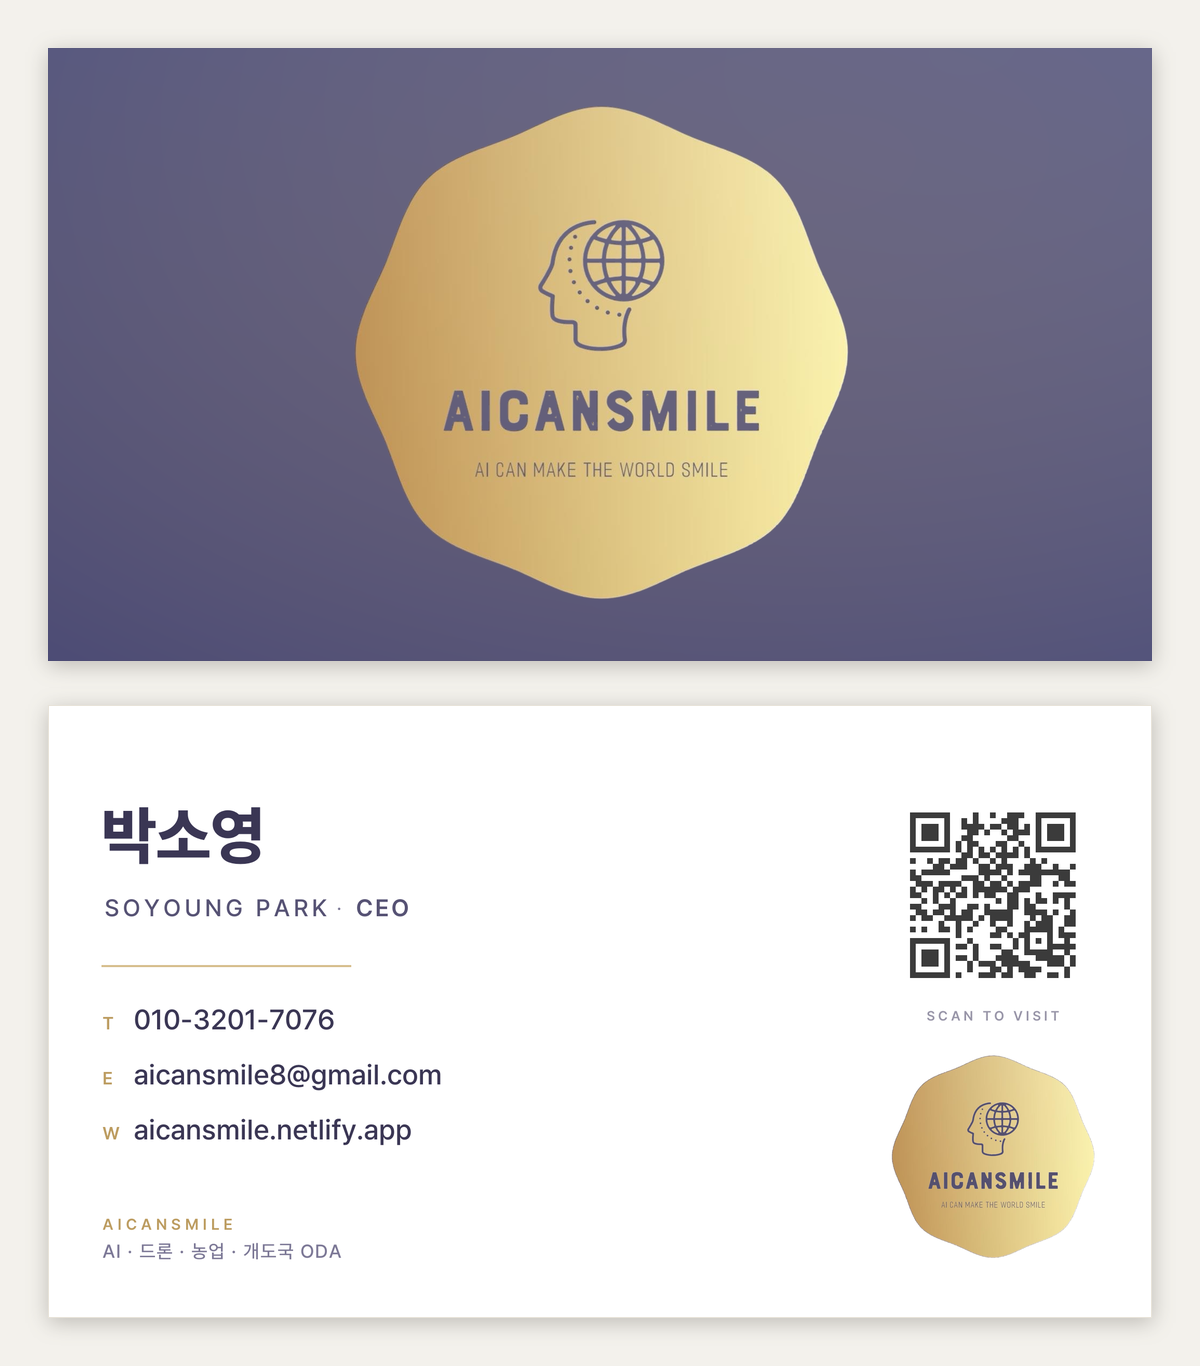 AICANSMILE
AI CAN MAKE THE WORLD SMILE
박소영
SOYOUNG PARK · CEO
T 010-3201-7076
E aicansmile8@gmail.com
W aicansmile.netlify.app
AICANSMILE
AI · 드론 · 농업 · 개도국 ODA
SCAN TO VISIT
AICANSMILE
AI CAN MAKE THE WORLD SMILE